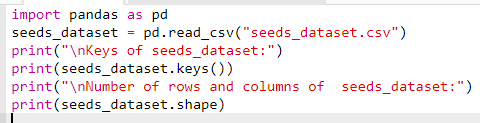 import pandas as pd
seeds_dataset = pd.read_csv("seeds_dataset.csv")
print("\nKeys of seeds_dataset:")
print(seeds_dataset.keys())
print("\nNumber of rows and columns of  seeds_dataset:")
print(seeds_dataset.shape)